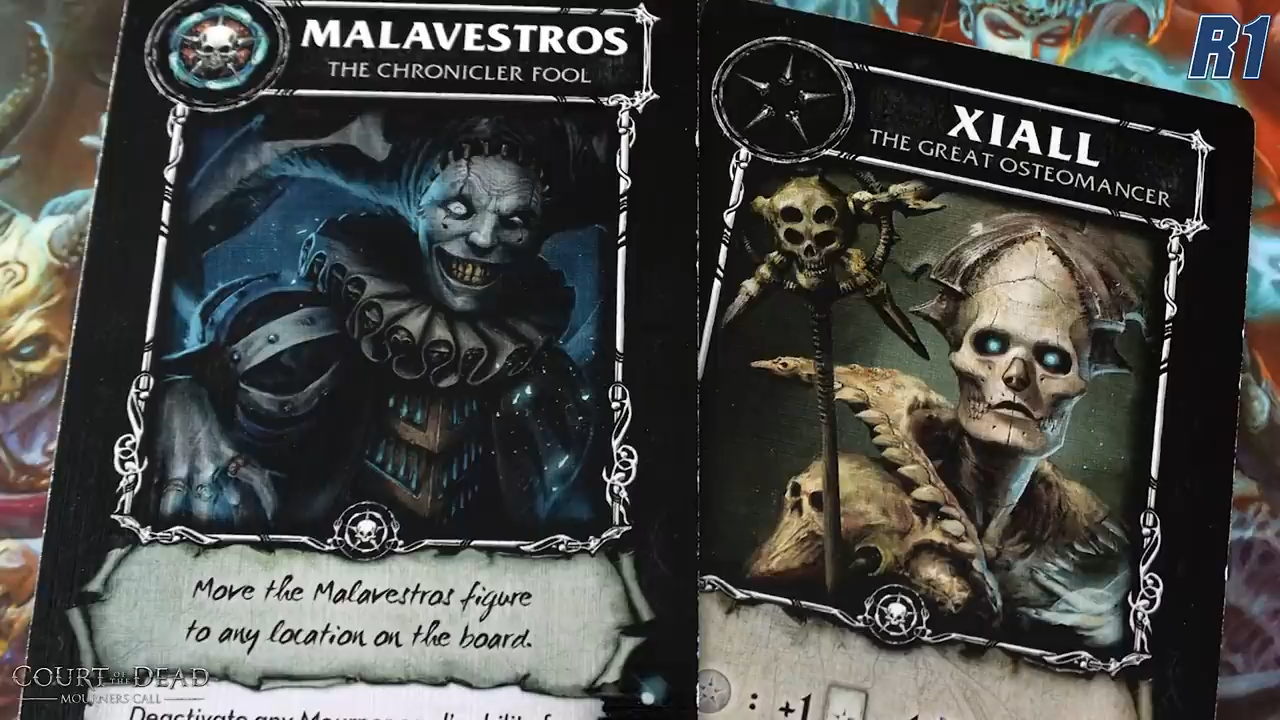 MALAVESTROS
THE CHRONICLER FOOL
Move the Malavestros figure
to any location on the board.
XIALL
THE GREAT OSTEOMANCER
: +1
R1
COURT OF THE DEAD
MOURNERS CALL